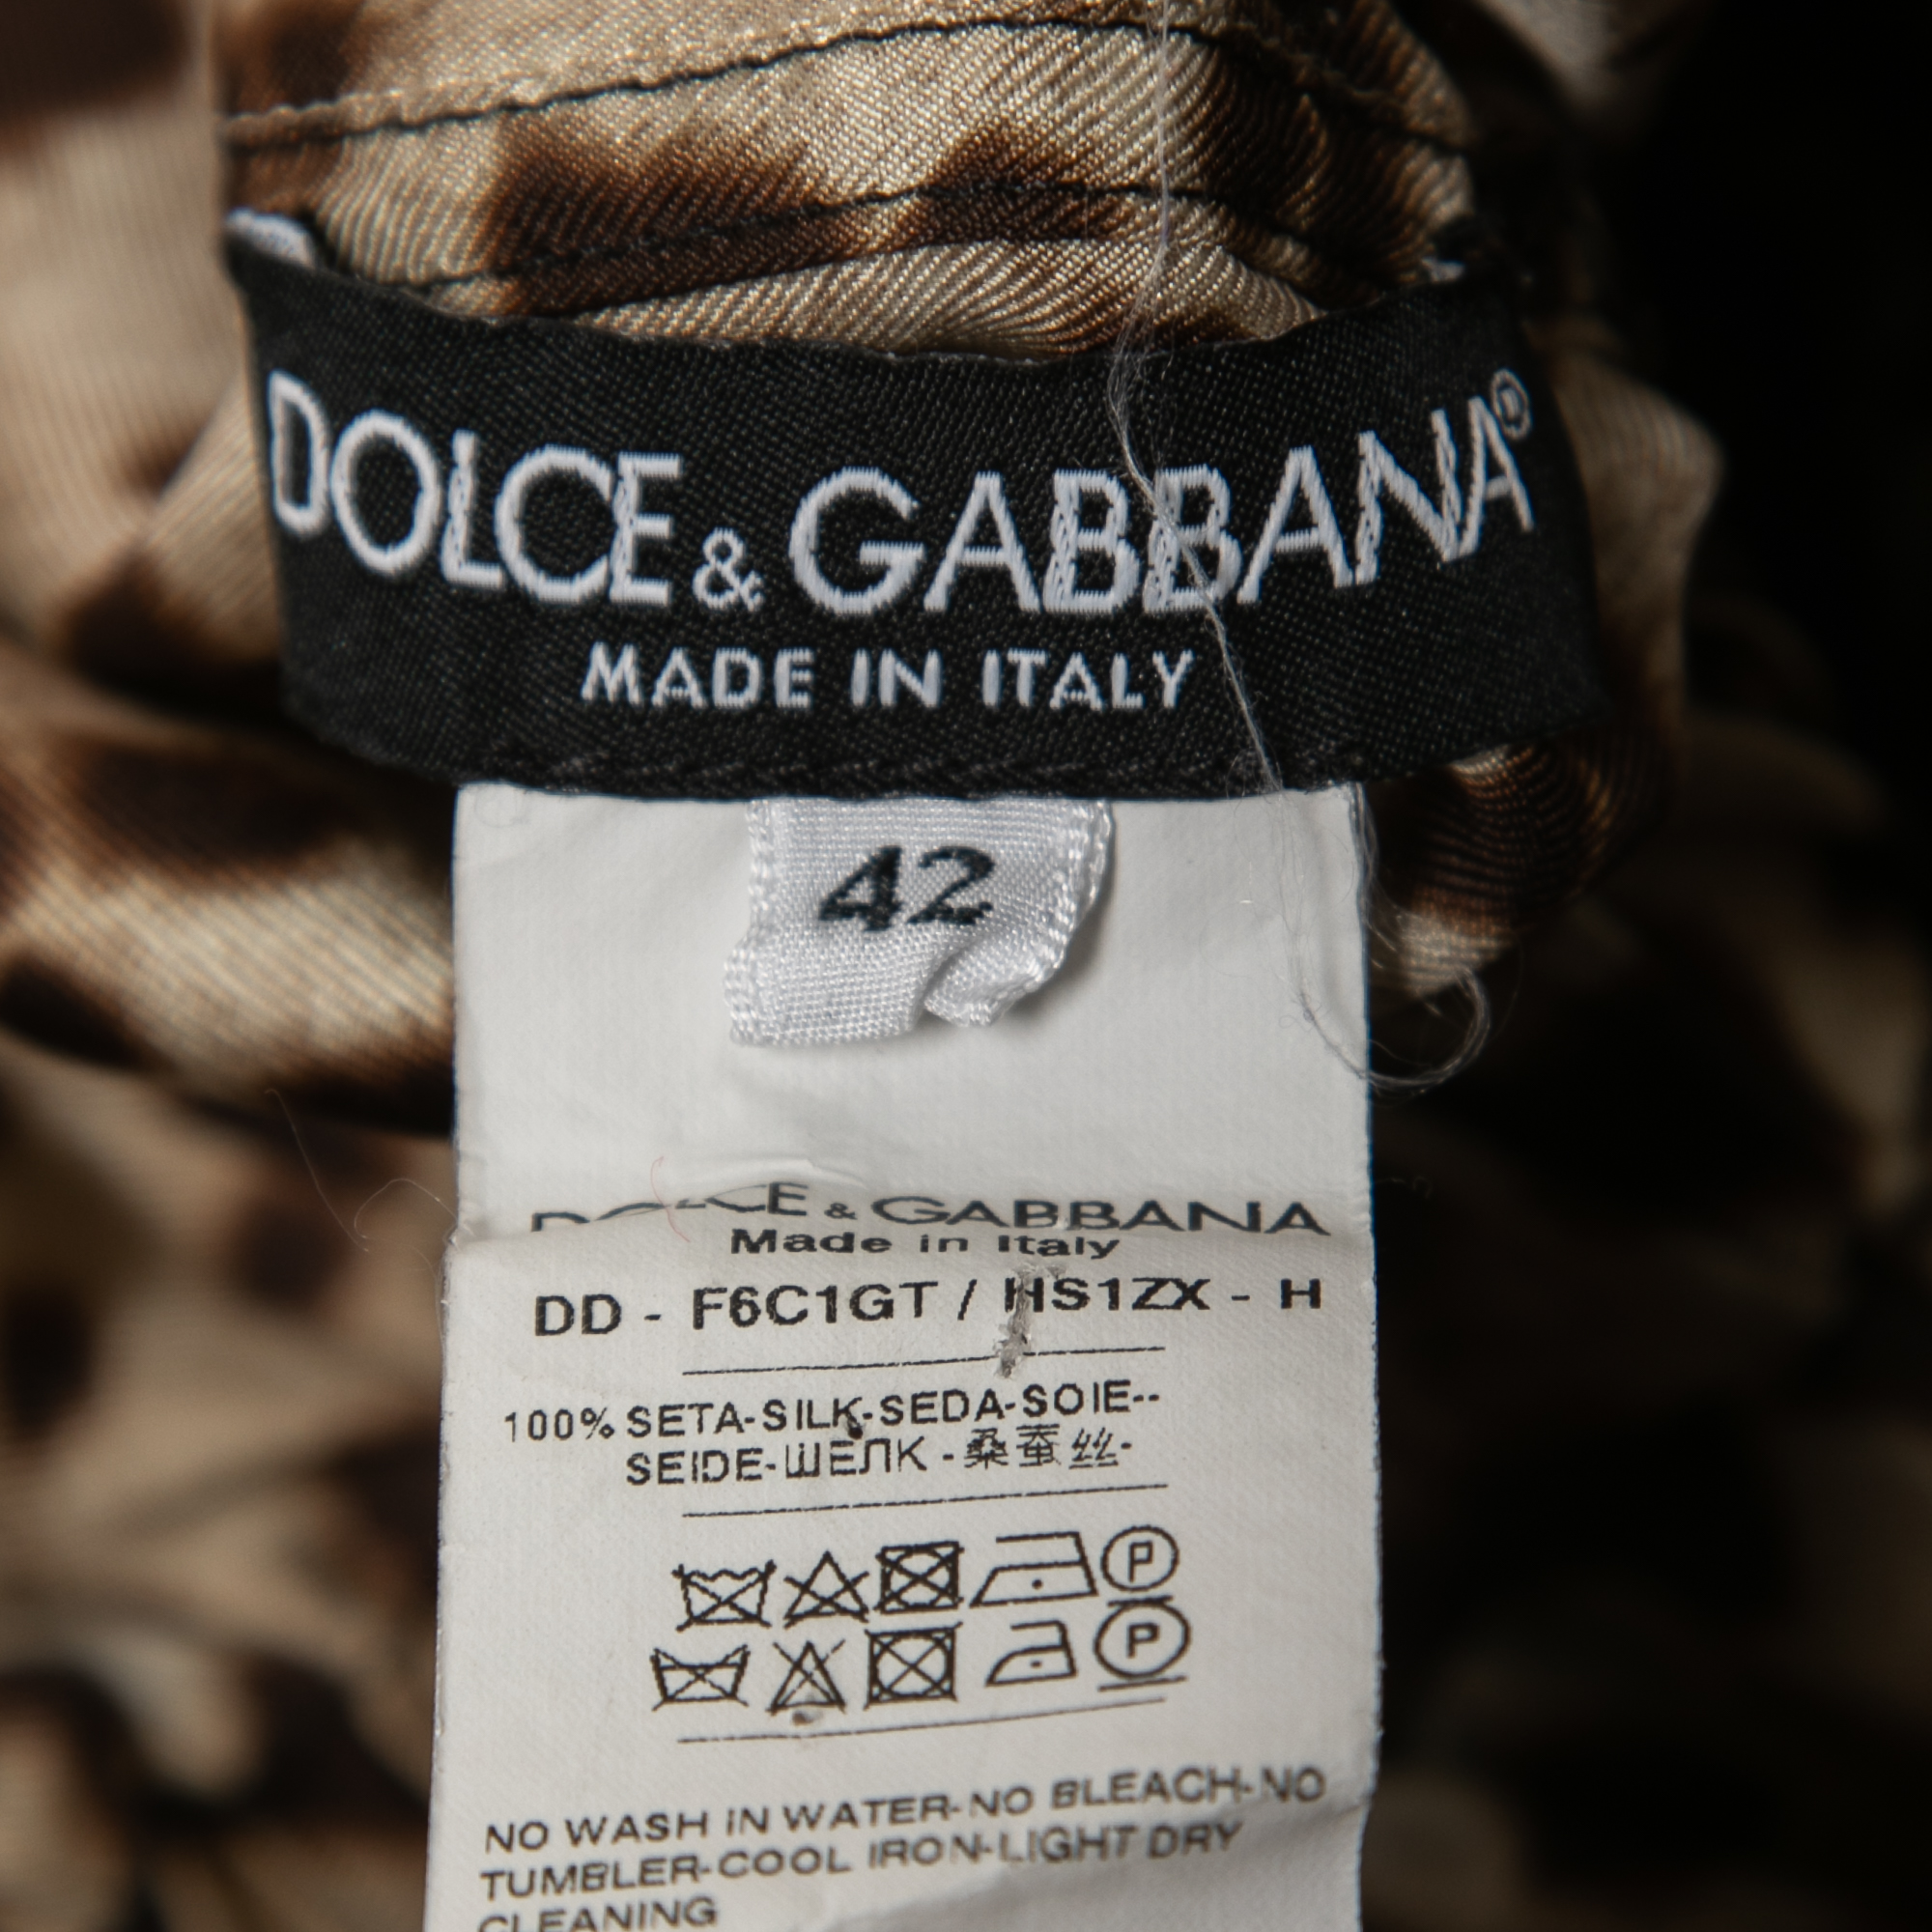 DOLCE & GABBANA®
MADE IN ITALY
42
DOLCE & GABBANA
Made in Italy
DD - F6C1GT / HS1ZX - H
100% SETA-SILK-SEDA-SOIE--
SEIDE-ШЕЛК-桑蚕丝-
P
P
NO WASH IN WATER-NO BLEACH-NO
TUMBLER-COOL IRON-LIGHT DRY
CLEANING